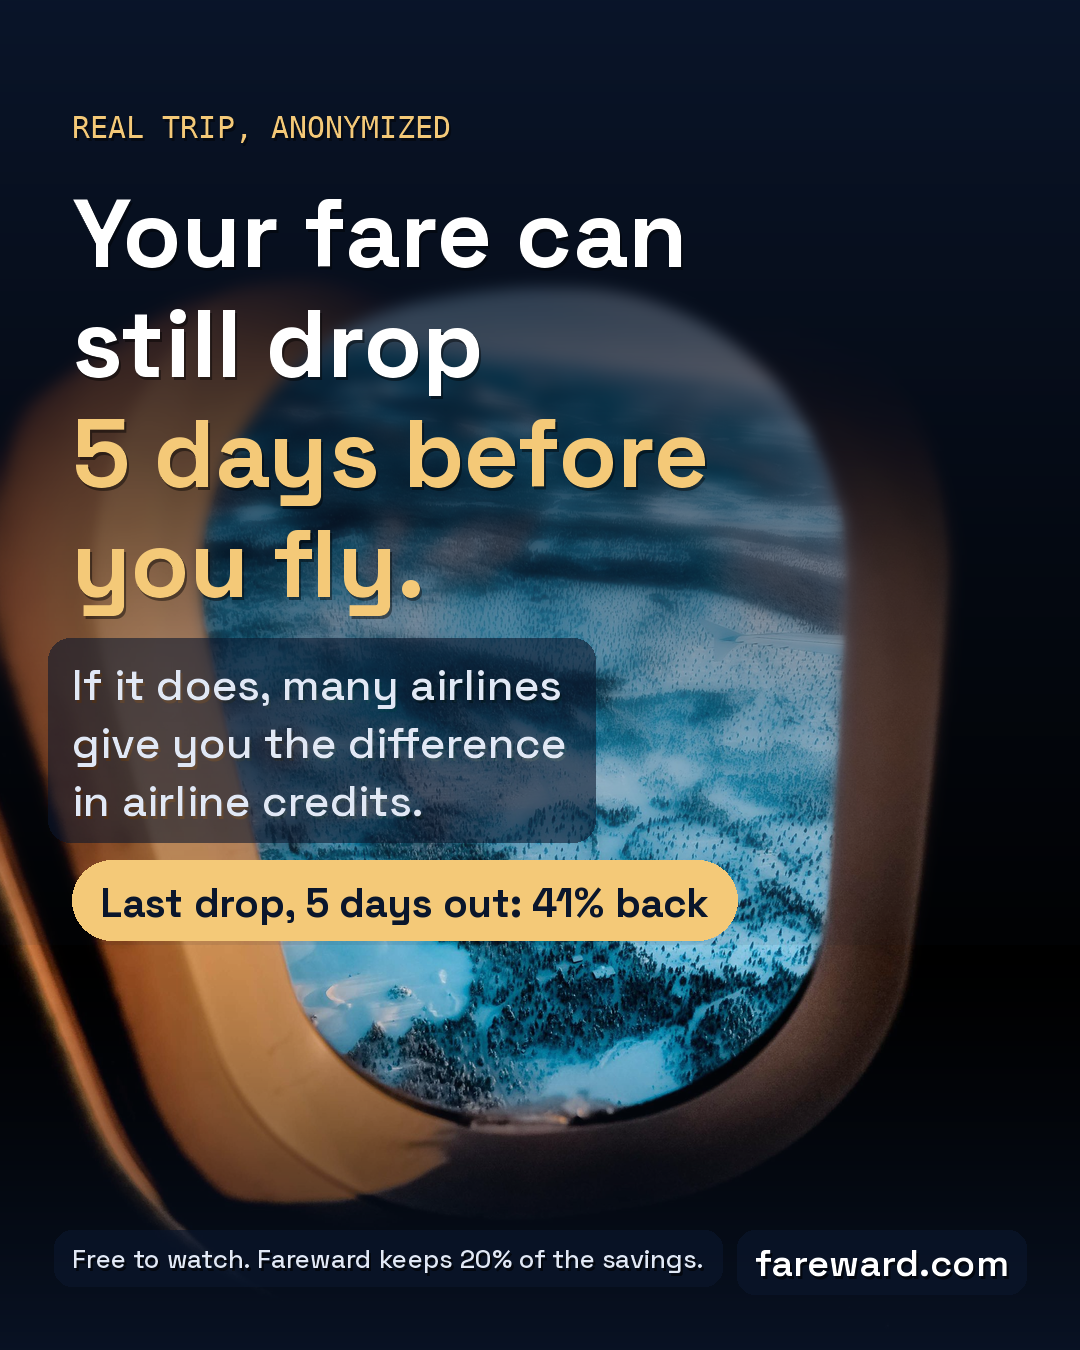 REAL TRIP, ANONYMIZED
Your fare can
still drop
5 days before
you fly.
If it does, many airlines
give you the difference
in airline credits.
Last drop, 5 days out: 41% back
Free to watch. Fareward keeps 20% of the savings.
fareward.com